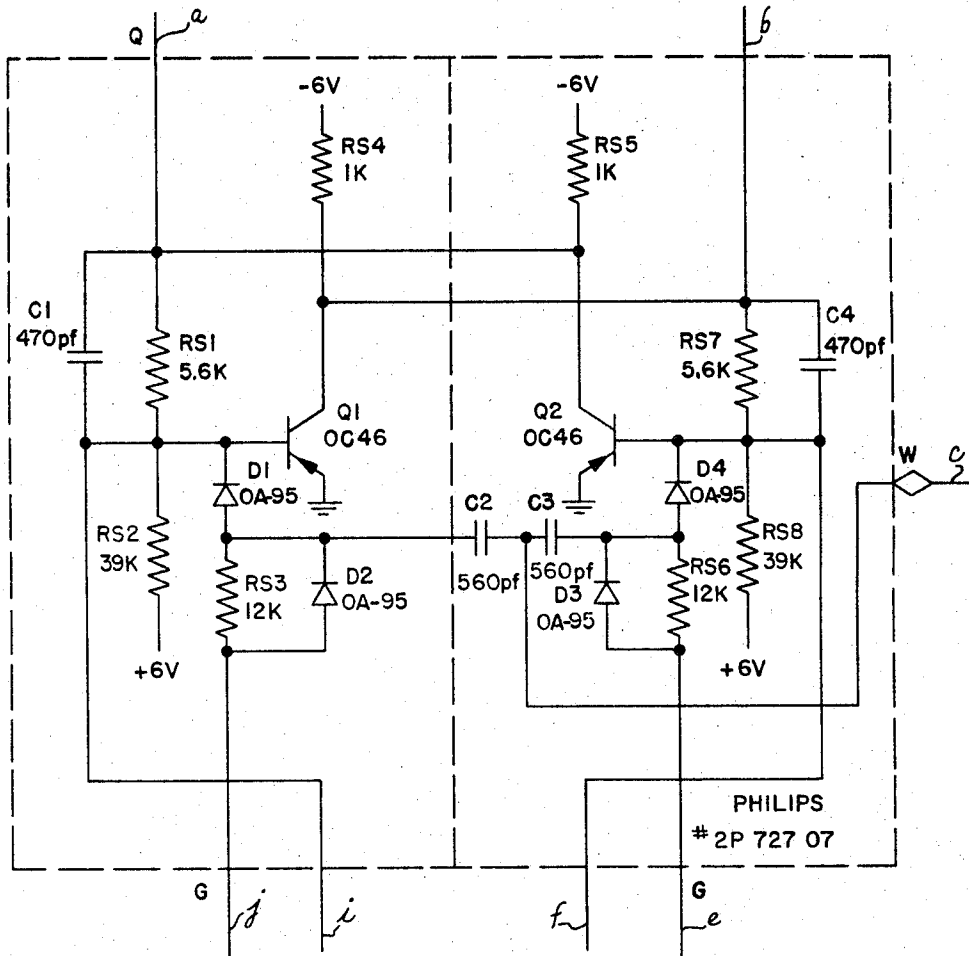 Q
a
b
-6V
-6V
RS4
1K
RS5
1K
C1
470pf
RS1
5.6K
RS7
5.6K
C4
470pf
Q1
OC46
Q2
OC46
D1
OA-95
D4
OA-95
W
c
RS2
39K
C2
560pf
C3
560pf
RS8
39K
RS3
12K
D2
OA-95
D3
OA-95
RS6
12K
+6V
+6V
PHILIPS
# 2P 727 07
G
j
i
f
G
e